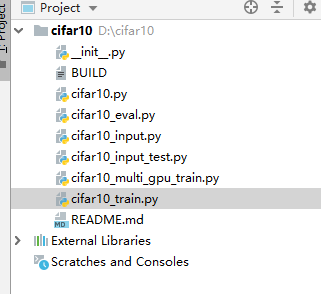 Project
1: Project
cifar10 D:\cifar10
__init__.py
BUILD
cifar10.py
cifar10_eval.py
cifar10_input.py
cifar10_input_test.py
cifar10_multi_gpu_train.py
cifar10_train.py
README.md
External Libraries
Scratches and Consoles